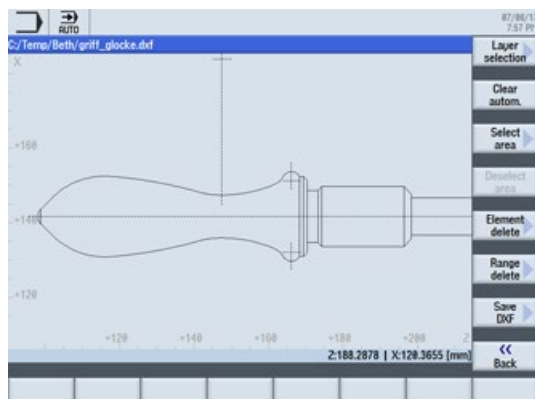 AUTO
07/06/1
7:57 P
C:/Temp/Beth/griff_glocke.dxf
X
+160
+140
+120
+120
+140
+160
+180
+200
Z
Z:188.2878 | X:120.3655 [mm]
Layer
selection
Clear
autom.
Select
area
Deselect
area
Element
delete
Range
delete
Save
DXF
«
Back